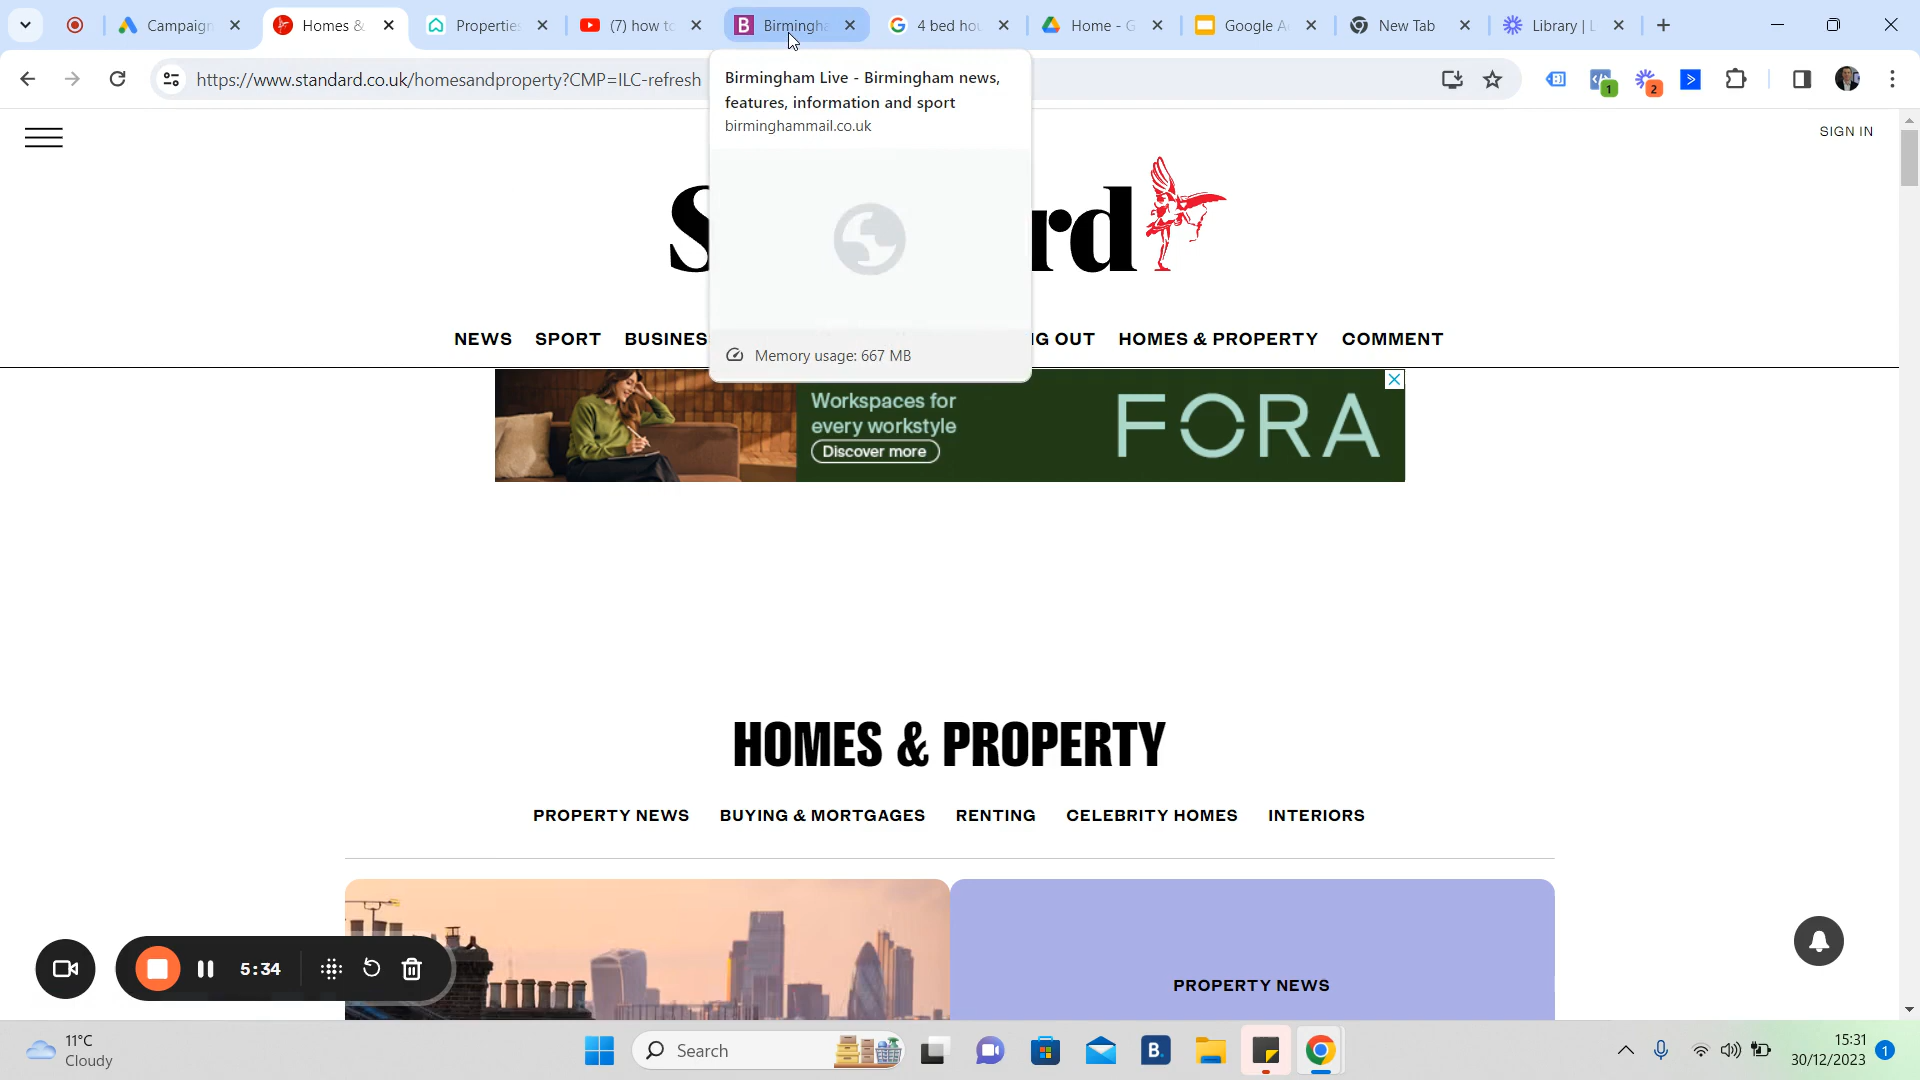 Campaign
Homes &
Properties
(7) how to
Birmingha
4 bed hou
Home - G
Google A
New Tab
Library | L
https://www.standard.co.uk/homesandproperty?CMP=ILC-refresh
1
2
Birmingham Live - Birmingham news,
features, information and sport
birminghammail.co.uk
Memory usage: 667 MB
SIGN IN
S rd
NEWS SPORT BUSINES G OUT HOMES & PROPERTY COMMENT
Workspaces for
every workstyle
Discover more
FORA
HOMES & PROPERTY
PROPERTY NEWS BUYING & MORTGAGES RENTING CELEBRITY HOMES INTERIORS
PROPERTY NEWS
5:34
11°C
Cloudy
Search
B.
15:31
30/12/2023
1